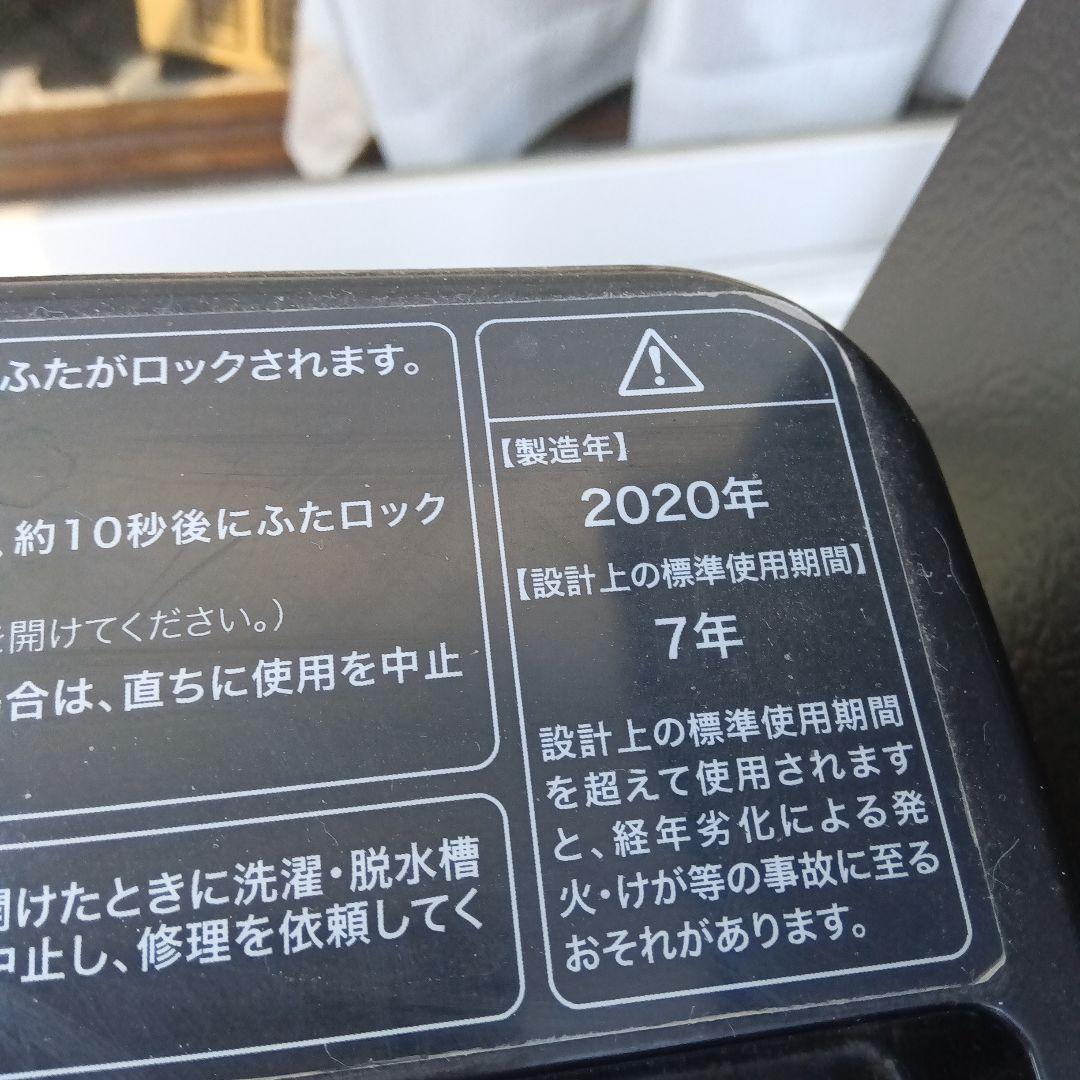 ふたがロックされます。
、約10秒後にふたロック
を開けてください。)
合は、直ちに使用を中止
開けたときに洗濯・脱水槽
中止し、修理を依頼してく
【製造年】
2020年
【設計上の標準使用期間】
7年
設計上の標準使用期間
を超えて使用されます
と、経年劣化による発
火・けが等の事故に至る
おそれがあります。